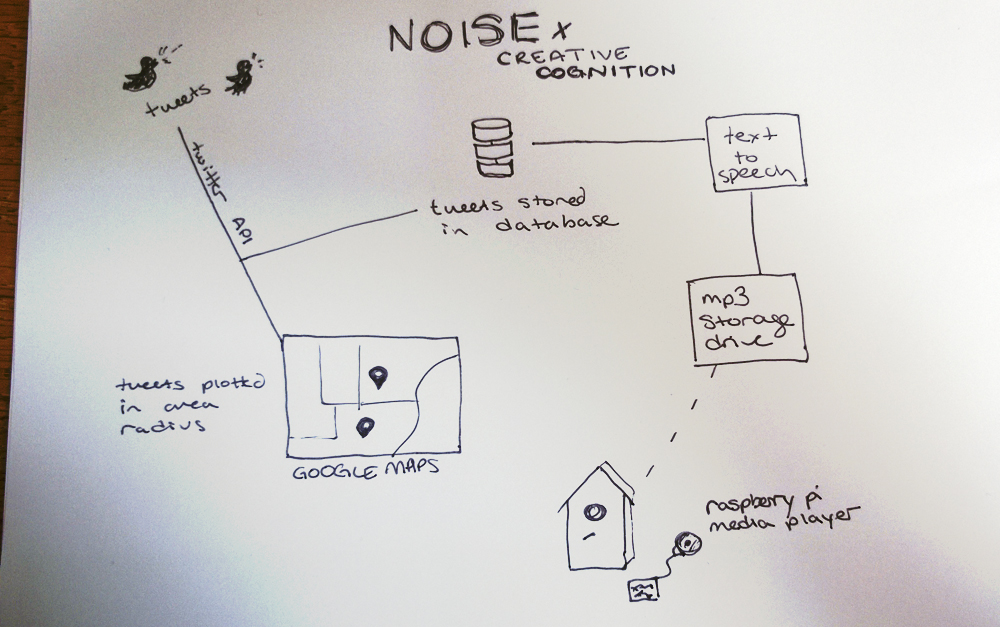 NOISE x
CREATIVE
COGNITION
tweets
twitter API
tweets stored
in database
text
to
speech
mp3
storage
drive
tweets plotted
in area
radius
GOOGLE MAPS
raspberry pi
media player